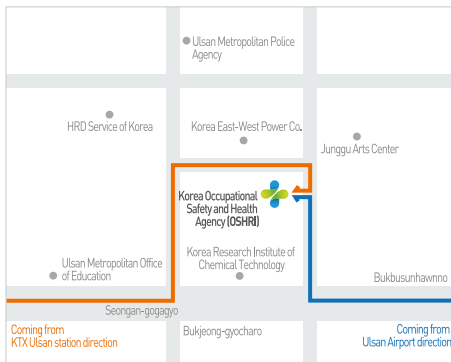 Ulsan Metropolitan Police
Agency
HRD Service of Korea
Korea East-West Power Co.
Junggu Arts Center
Korea Occupational
Safety and Health
Agency (OSHRI)
Ulsan Metropolitan Office
of Education
Korea Research Institute of
Chemical Technology
Bukbusunhawnno
Seongan-gogagyo
Coming from
KTX Ulsan station direction
Bukjeong-gyocharo
Coming from
Ulsan Airport direction